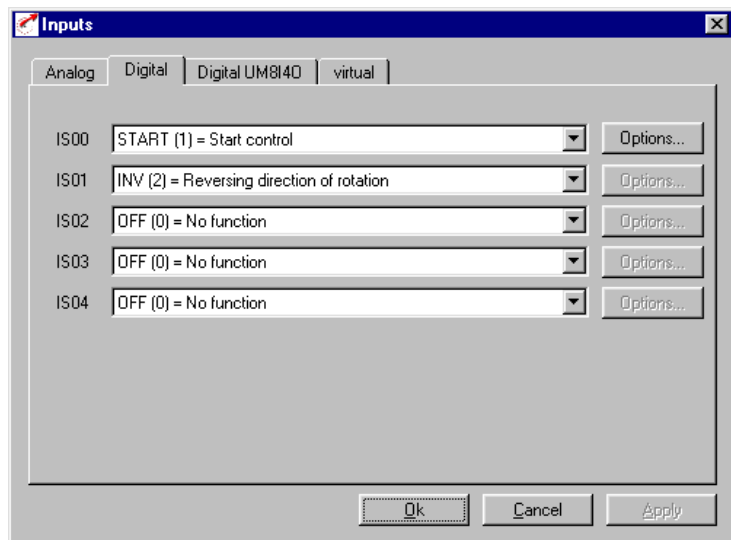 Inputs
Analog Digital Digital UM8I4O virtual
IS00 START (1) = Start control Options...
IS01 INV (2) = Reversing direction of rotation Options...
IS02 OFF (0) = No function Options...
IS03 OFF (0) = No function Options...
IS04 OFF (0) = No function Options...
Ok Cancel Apply